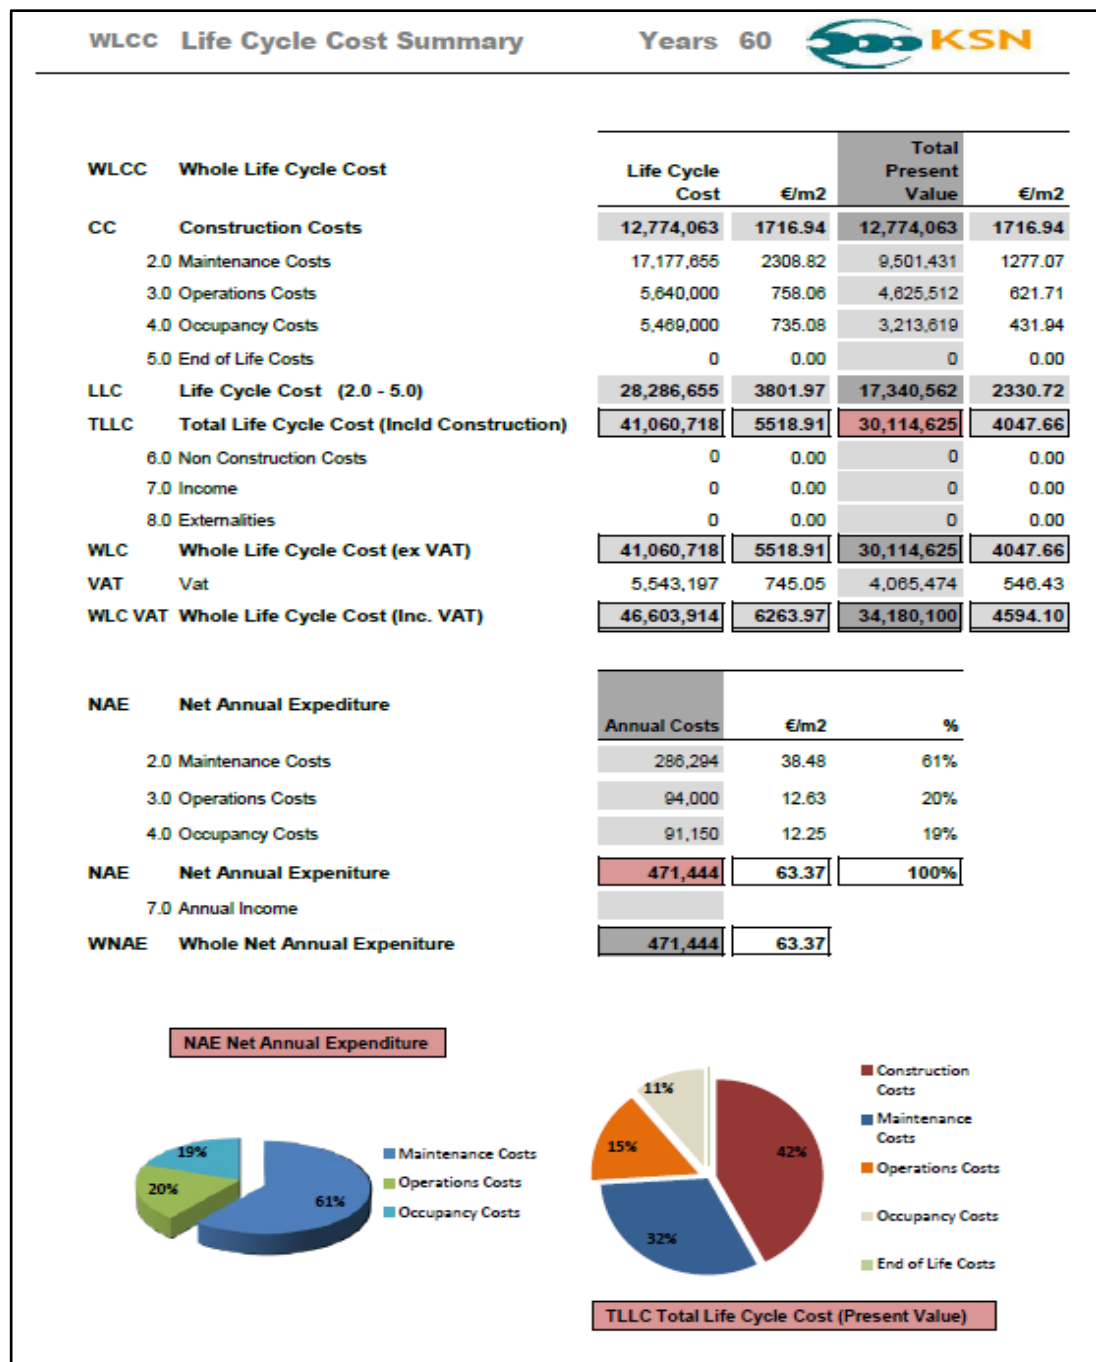 WLCC Life Cycle Cost Summary Years 60 KSN
WLCC Whole Life Cycle Cost Life Cycle Cost €/m2 Total Present Value €/m2
CC Construction Costs 12,774,063 1716.94 12,774,063 1716.94
2.0 Maintenance Costs 17,177,655 2308.82 9,501,431 1277.07
3.0 Operations Costs 5,640,000 758.06 4,625,512 621.71
4.0 Occupancy Costs 5,469,000 735.08 3,213,619 431.94
5.0 End of Life Costs 0 0.00 0 0.00
LLC Life Cycle Cost (2.0 - 5.0) 28,286,655 3801.97 17,340,562 2330.72
TLLC Total Life Cycle Cost (Incld Construction) 41,060,718 5518.91 30,114,625 4047.66
6.0 Non Construction Costs 0 0.00 0 0.00
7.0 Income 0 0.00 0 0.00
8.0 Externalities 0 0.00 0 0.00
WLC Whole Life Cycle Cost (ex VAT) 41,060,718 5518.91 30,114,625 4047.66
VAT Vat 5,543,197 745.05 4,065,474 546.43
WLC VAT Whole Life Cycle Cost (Inc. VAT) 46,603,914 6263.97 34,180,100 4594.10
NAE Net Annual Expediture Annual Costs €/m2 %
2.0 Maintenance Costs 286,294 38.48 61%
3.0 Operations Costs 94,000 12.63 20%
4.0 Occupancy Costs 91,150 12.25 19%
NAE Net Annual Expeniture 471,444 63.37 100%
7.0 Annual Income
WNAE Whole Net Annual Expeniture 471,444 63.37
NAE Net Annual Expenditure
19%
20%
61%
Maintenance Costs
Operations Costs
Occupancy Costs
11%
15%
42%
32%
Construction
Costs
Maintenance
Costs
Operations Costs
Occupancy Costs
End of Life Costs
TLLC Total Life Cycle Cost (Present Value)